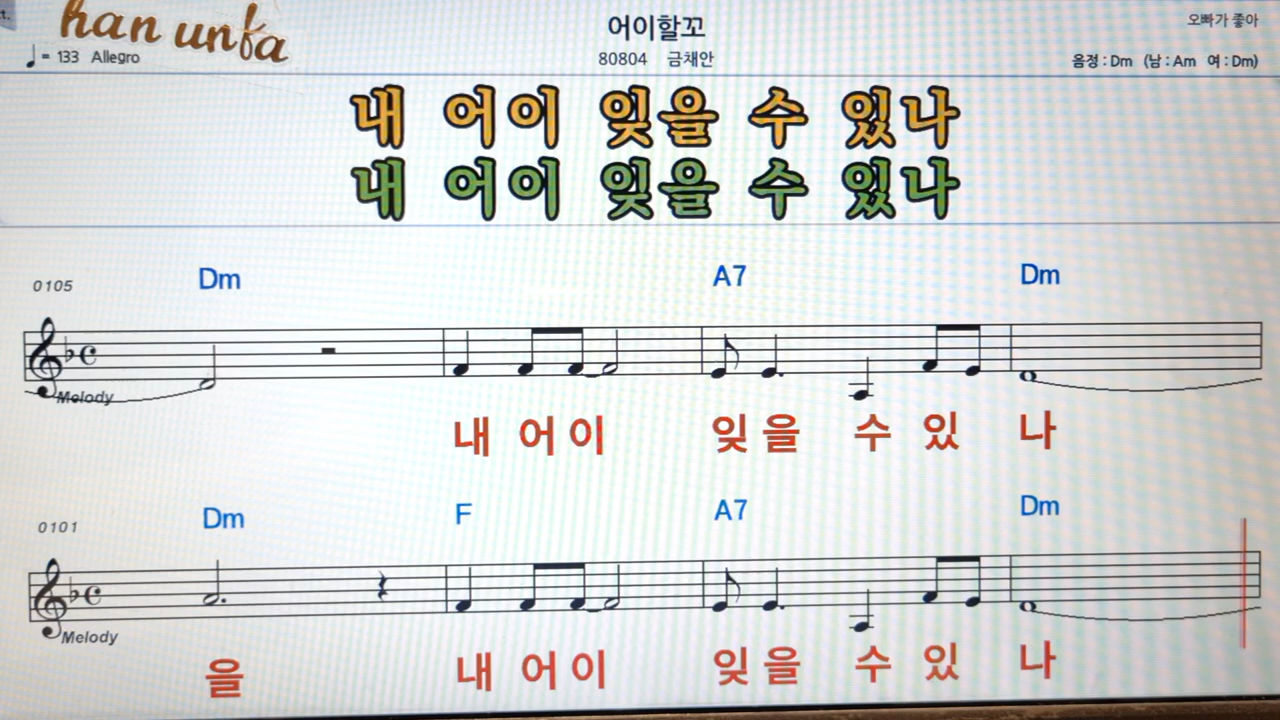 t.
han unfa
어이할꼬
오빠가 좋아
= 133 Allegro
80804 금채안
음정 : Dm (남 : Am 여 : Dm)
내 어이 잊을 수 있나
내 어이 잊을 수 있나
0105 Dm A7 Dm
Melody
내 어이 잊을 수 있 나
0101 Dm F A7 Dm
Melody
을 내 어이 잊을 수 있 나